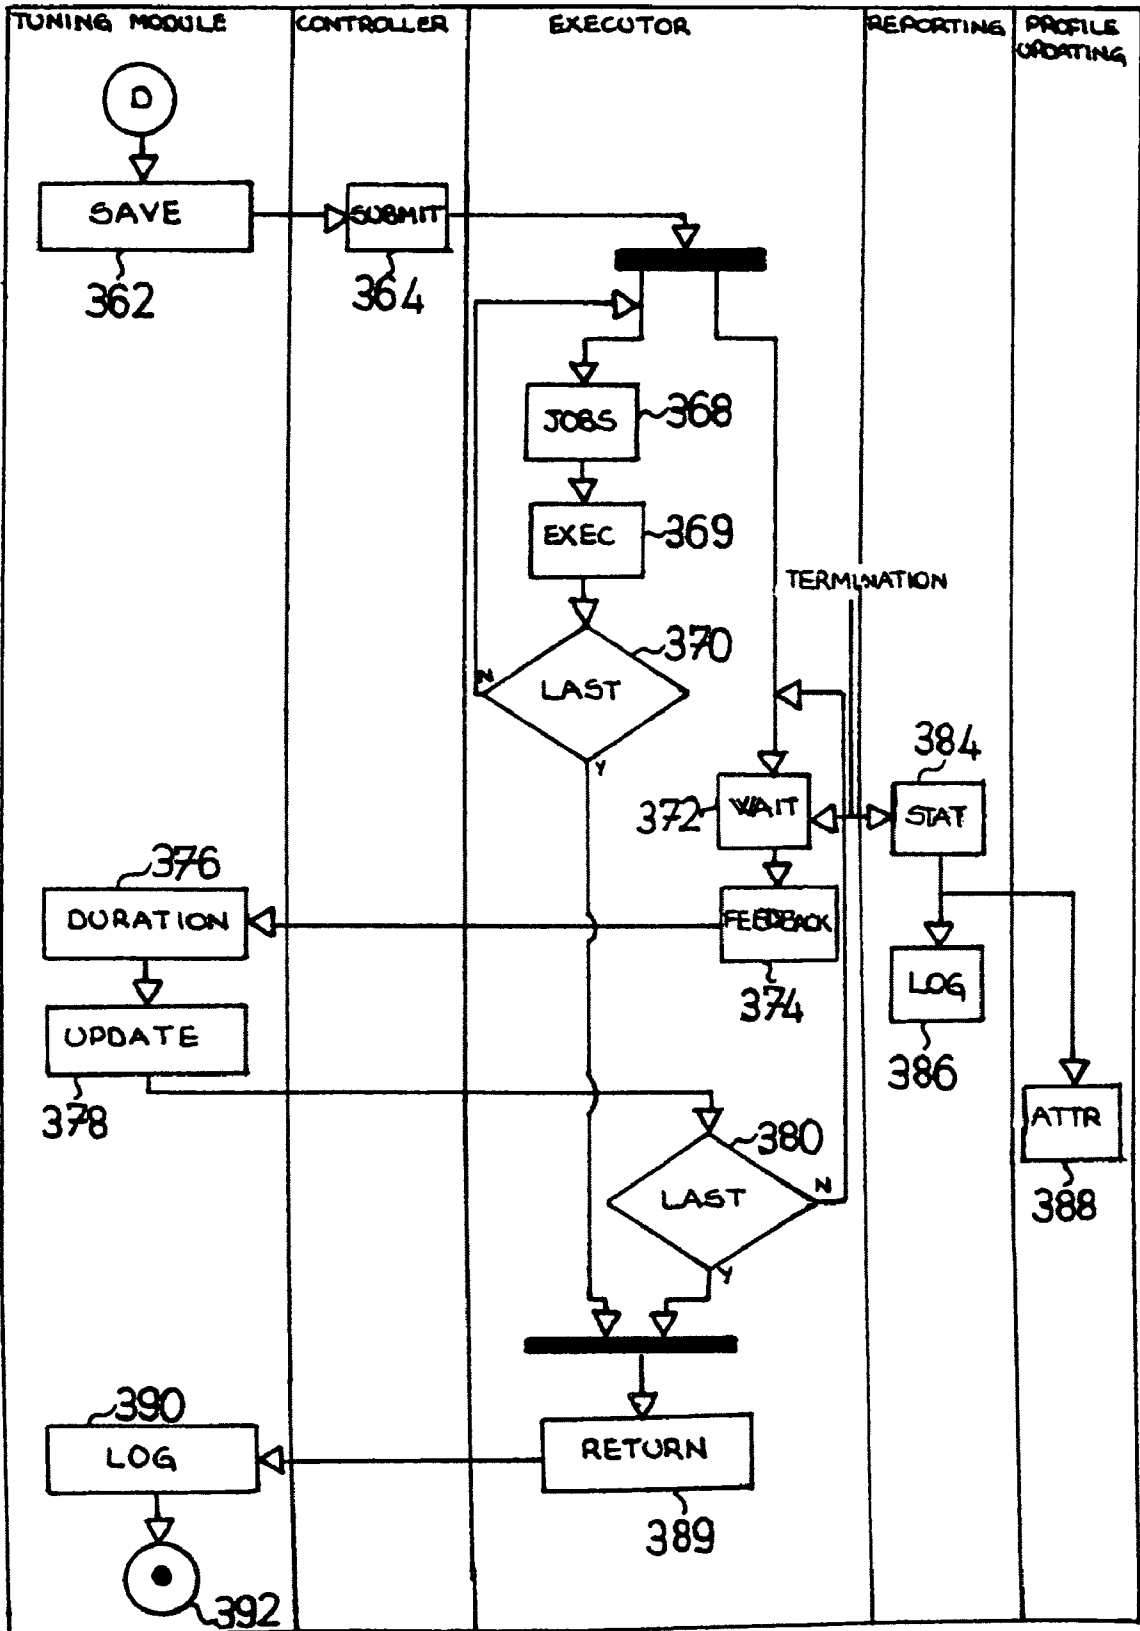 TUNING MODULE
CONTROLLER
EXECUTOR
REPORTING
PROFILE
UPDATING
D
SAVE
362
SUBMIT
364
JOBS
368
EXEC
369
TERMINATION
370
LAST
N
Y
384
372
WAIT
STAT
376
DURATION
FEEDBACK
374
LOG
386
UPDATE
378
ATTR
388
380
LAST
N
Y
390
LOG
RETURN
389
392